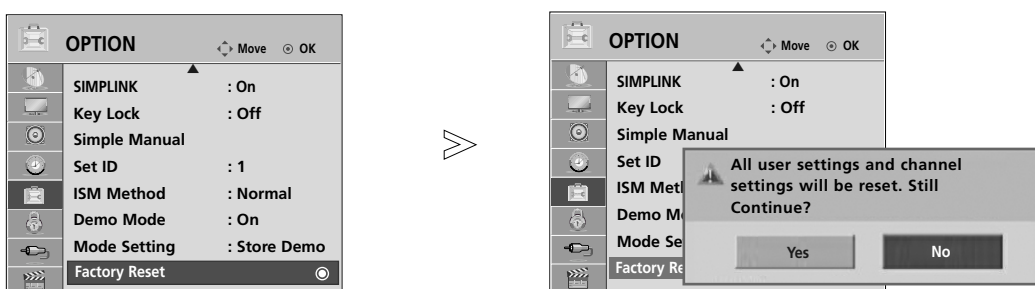 OPTION
Move OK
SIMPLINK : On
Key Lock : Off
Simple Manual
Set ID : 1
ISM Method : Normal
Demo Mode : On
Mode Setting : Store Demo
Factory Reset
OPTION
Move OK
SIMPLINK : On
Key Lock : Off
Simple Manual
Set ID
ISM Met
Demo M
Mode Se
Factory Re
All user settings and channel
settings will be reset. Still
Continue?
Yes No